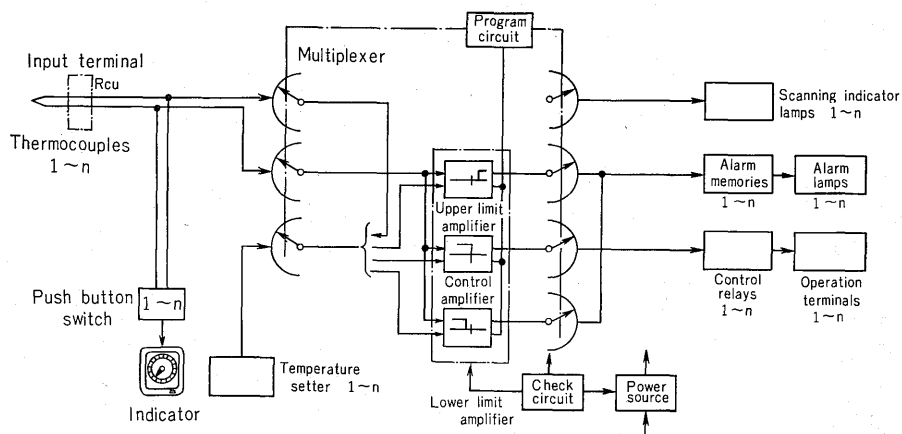 Program
circuit
Multiplexer
Input terminal
Rcu
Thermocouples
1~n
Scanning indicator
lamps 1~n
Alarm
memories
1~n
Alarm
lamps
1~n
Upper limit
amplifier
Control
amplifier
Control
relays
1~n
Operation
terminals
1~n
Push button
switch
1~n
Temperature
setter 1~n
Indicator
Lower limit
amplifier
Check
circuit
Power
source